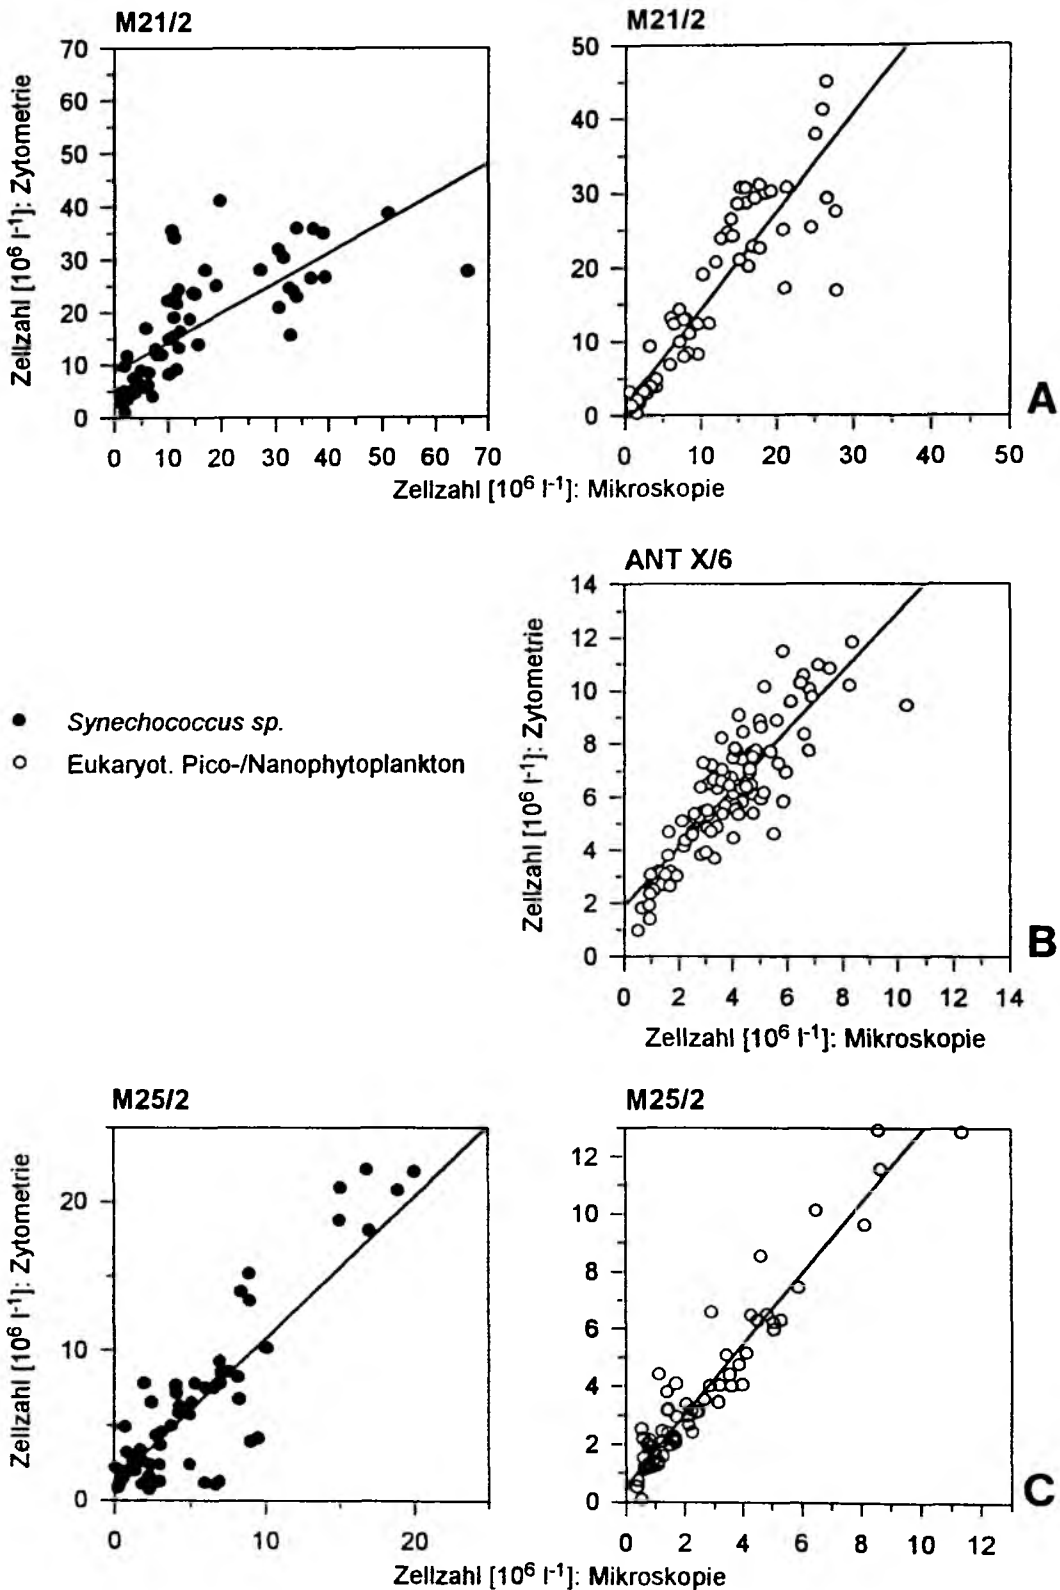 M21/2
Zellzahl [10⁶ l⁻¹]: Zytometrie
70
60
50
40
30
20
10
0
0 10 20 30 40 50 60 70
M21/2
50
40
30
20
10
0
0 10 20 30 40 50
A
Zellzahl [10⁶ l⁻¹]: Mikroskopie
Synechococcus sp.
Eukaryot. Pico-/Nanophytoplankton
ANT X/6
Zellzahl [10⁶ l⁻¹]: Zytometrie
14
12
10
8
6
4
2
0
0 2 4 6 8 10 12 14
B
Zellzahl [10⁶ l⁻¹]: Mikroskopie
M25/2
Zellzahl [10⁶ l⁻¹]: Zytometrie
20
10
0
0 10 20
M25/2
12
10
8
6
4
2
0
0 2 4 6 8 10 12
C
Zellzahl [10⁶ l⁻¹]: Mikroskopie